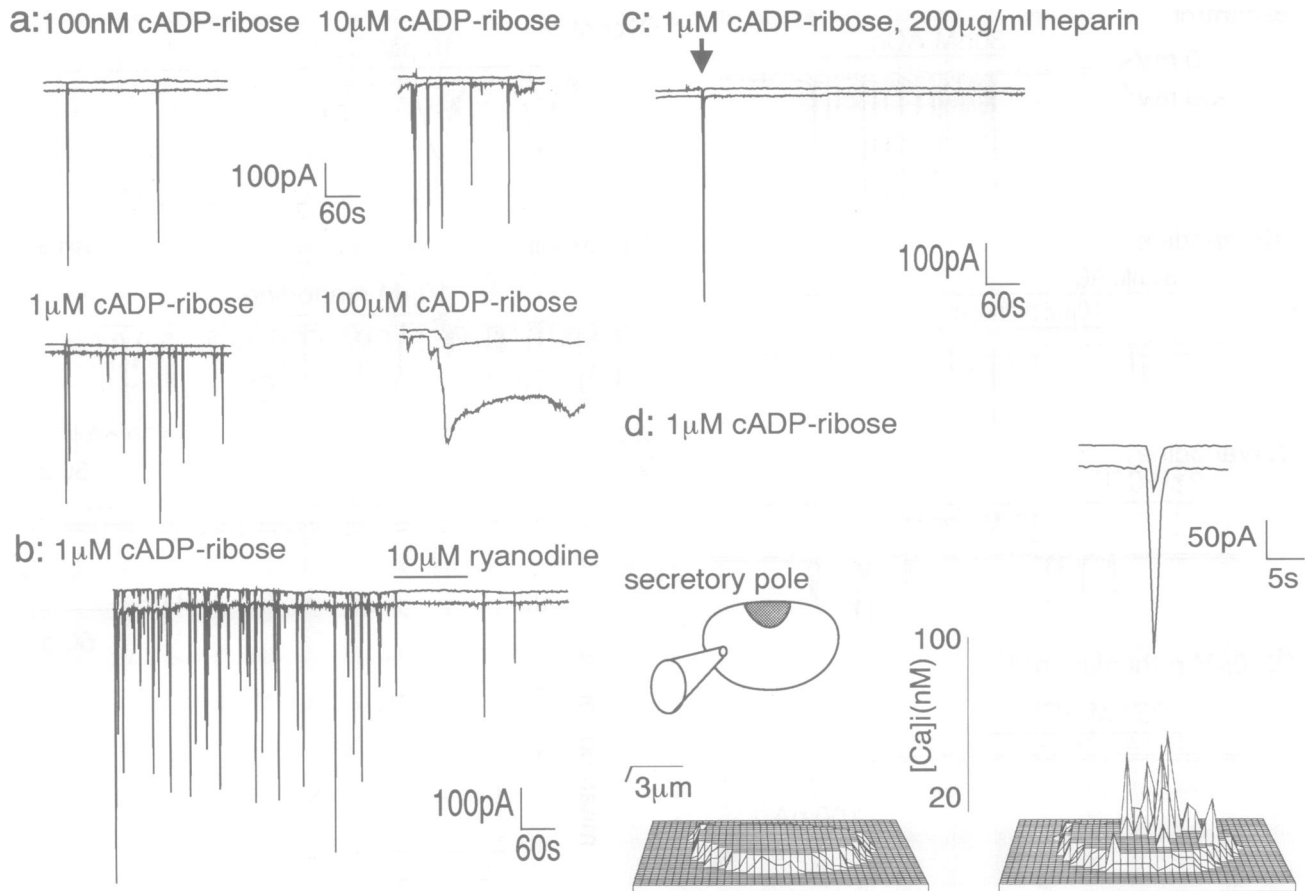 a: 100nM cADP-ribose
10μM cADP-ribose
100pA
60s
1μM cADP-ribose
100μM cADP-ribose
b: 1μM cADP-ribose
10μM ryanodine
100pA
60s
c: 1μM cADP-ribose, 200μg/ml heparin
100pA
60s
d: 1μM cADP-ribose
50pA
5s
secretory pole
3μm
100
[Ca]i(nM)
20